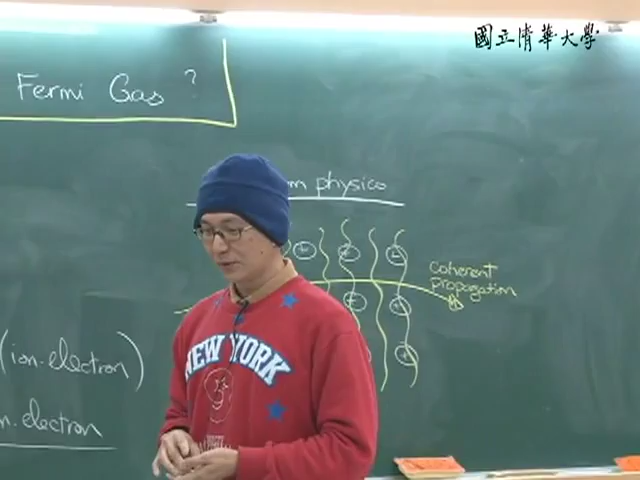 國立清華大學
Fermi Gas ?
physics
coherent
propagation
(ion-electron)
electron
NEW YORK